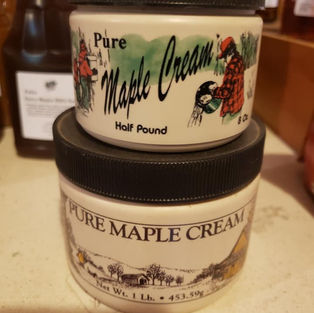 Pure
Maple Cream
Half Pound
8 Oz.
PURE MAPLE CREAM
Net Wt. 1 Lb. • 453.59g